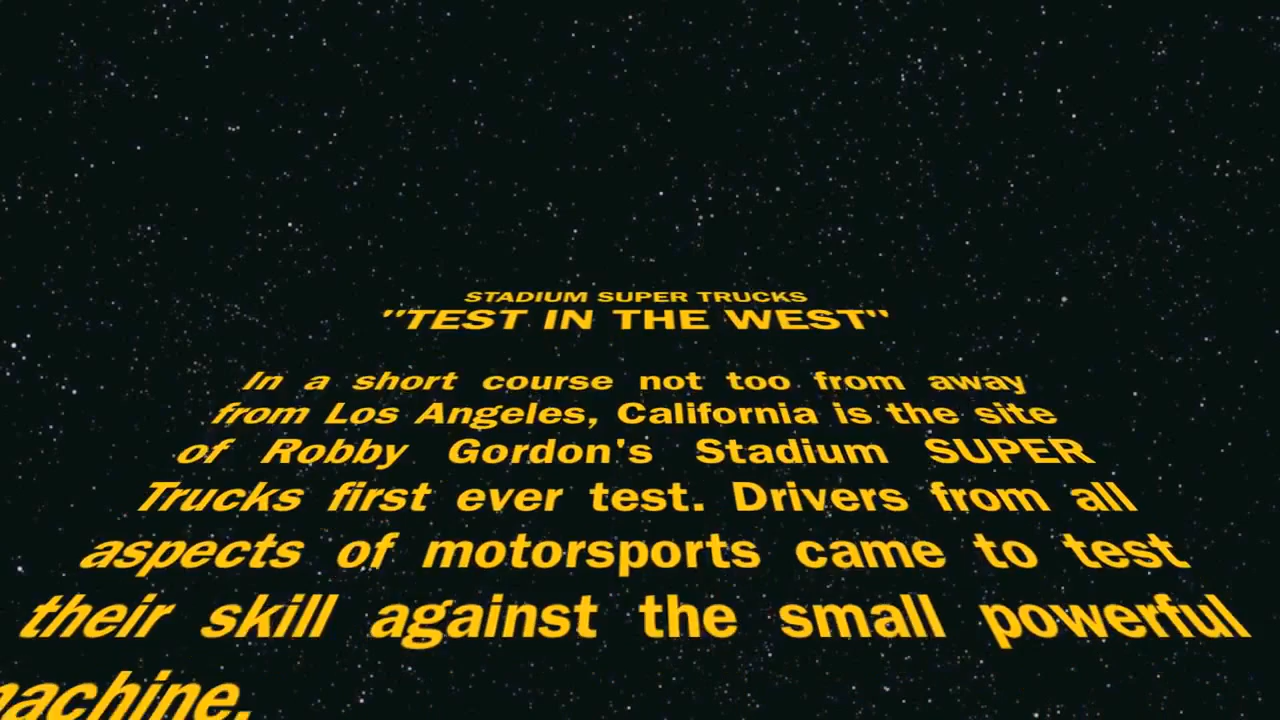 STADIUM SUPER TRUCKS
"TEST IN THE WEST"
In a short course not too from away
from Los Angeles, California is the site
of Robby Gordon's Stadium SUPER
Trucks first ever test. Drivers from all
aspects of motorsports came to test
their skill against the small powerful
machine.